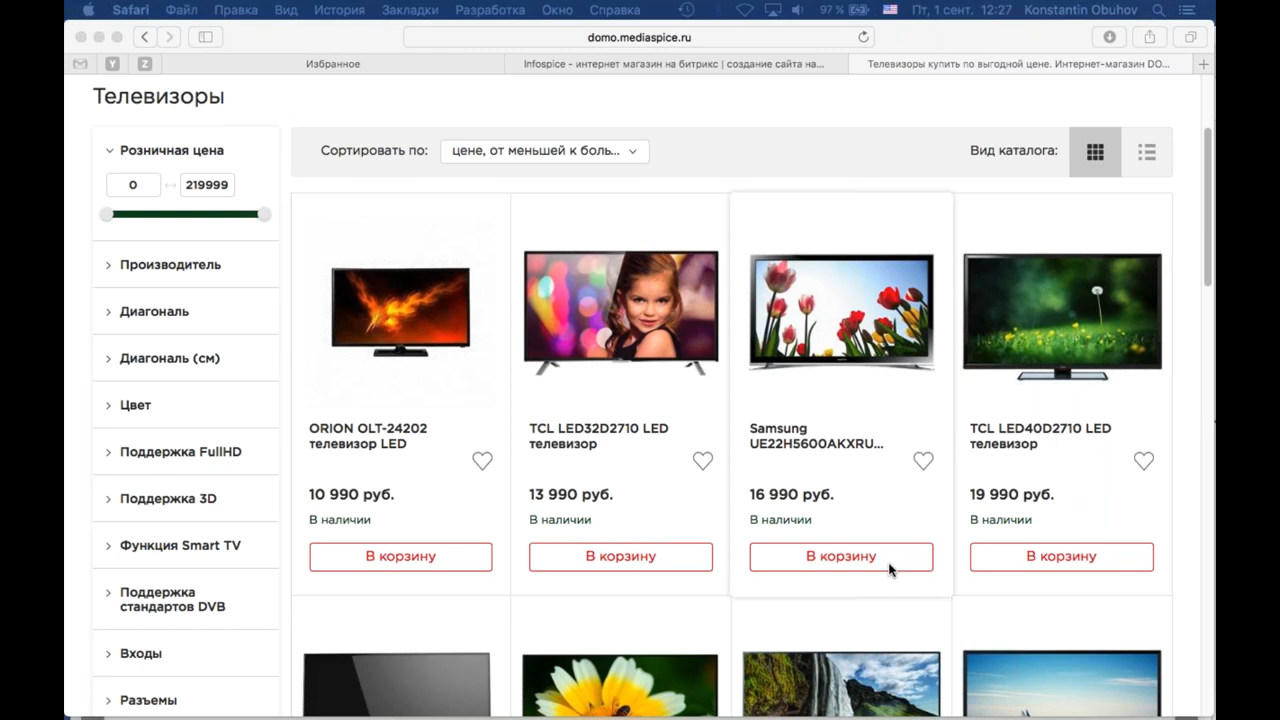 Safari Файл Правка Вид История Закладки Разработка Окно Справка 97 % Пт, 1 сент. 12:27 Konstantin Obuhov
domo.mediaspice.ru
Y Z Избранное Infospice - интернет магазин на битрикс | создание сайта на... Телевизоры купить по выгодной цене. Интернет-магазин DO...
Телевизоры
Розничная цена
0 219999
Производитель
Диагональ
Диагональ (см)
Цвет
Поддержка FullHD
Поддержка 3D
Функция Smart TV
Поддержка
стандартов DVB
Входы
Разъемы
Сортировать по: цене, от меньшей к боль... Вид каталога:
ORION OLT-24202
телевизор LED
10 990 руб.
В наличии
В корзину
TCL LED32D2710 LED
телевизор
13 990 руб.
В наличии
В корзину
Samsung
UE22H5600AKXRU...
16 990 руб.
В наличии
В корзину
TCL LED40D2710 LED
телевизор
19 990 руб.
В наличии
В корзину